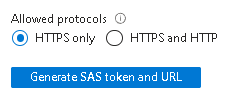 Allowed protocols
HTTPS only HTTPS and HTTP
Generate SAS token and URL